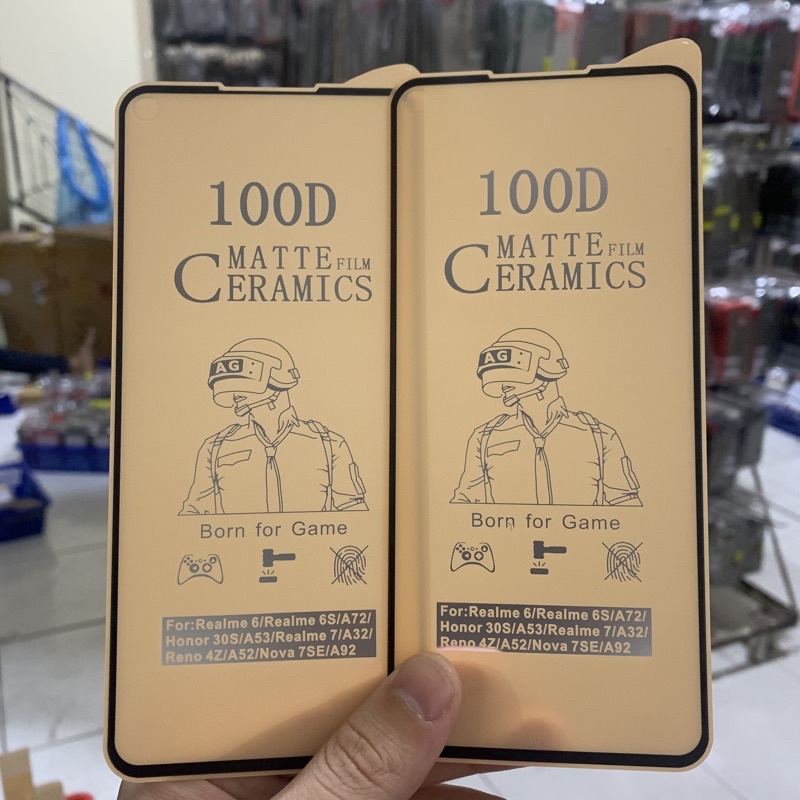 100D
MATTE FILM
CERAMICS
AG
Born for Game
For:Realme 6/Realme 6S/A72/
Honor 30S/A53/Realme 7/A32/
Reno 4Z/A52/Nova 7SE/A92
100D
MATTE FILM
CERAMICS
AG
Born for Game
For:Realme 6/Realme 6S/A72/
Honor 30S/A53/Realme 7/A32/
Reno 4Z/A52/Nova 7SE/A92